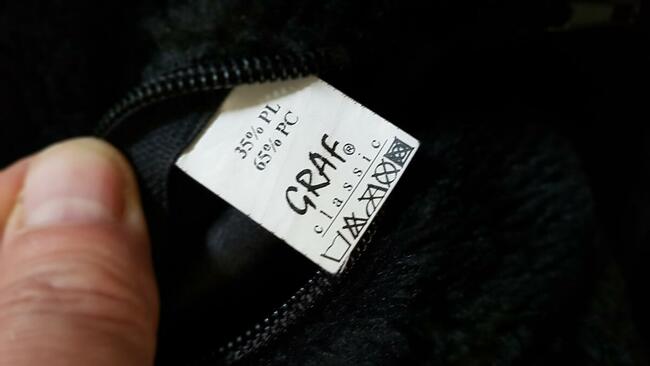 35% PL
65% PC
GRAF®
classic